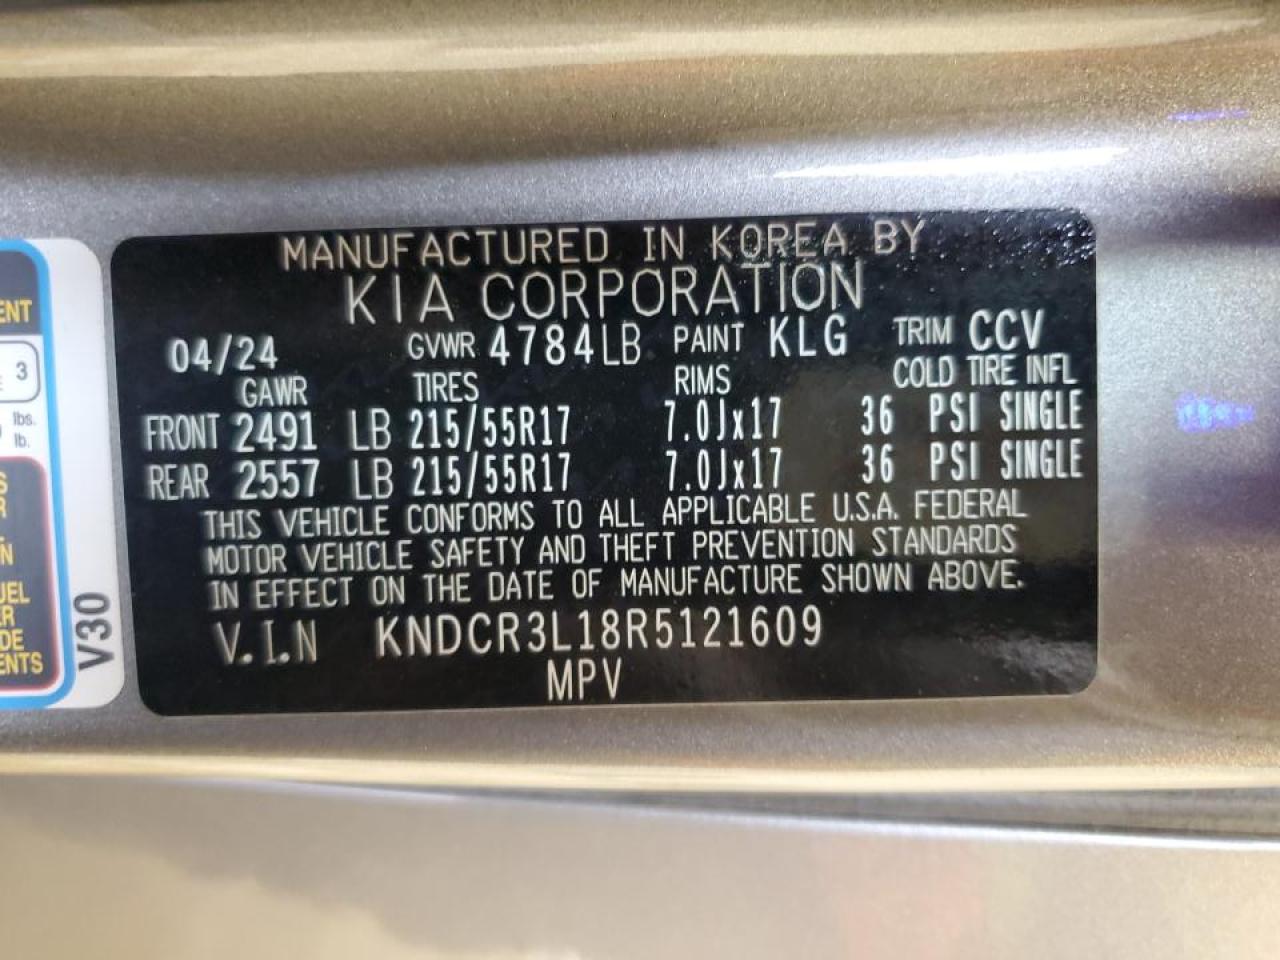 MANUFACTURED IN KOREA BY
KIA CORPORATION
04/24 GVWR 4784LB PAINT KLG TRIM CCV
GAWR TIRES RIMS COLD TIRE INFL
FRONT 2491 LB 215/55R17 7.0Jx17 36 PSI SINGLE
REAR 2557 LB 215/55R17 7.0Jx17 36 PSI SINGLE
THIS VEHICLE CONFORMS TO ALL APPLICABLE U.S.A. FEDERAL
MOTOR VEHICLE SAFETY AND THEFT PREVENTION STANDARDS
IN EFFECT ON THE DATE OF MANUFACTURE SHOWN ABOVE.
V.I.N KNDCR3L18R5121609
MPV
V30
3
lbs.
lb.